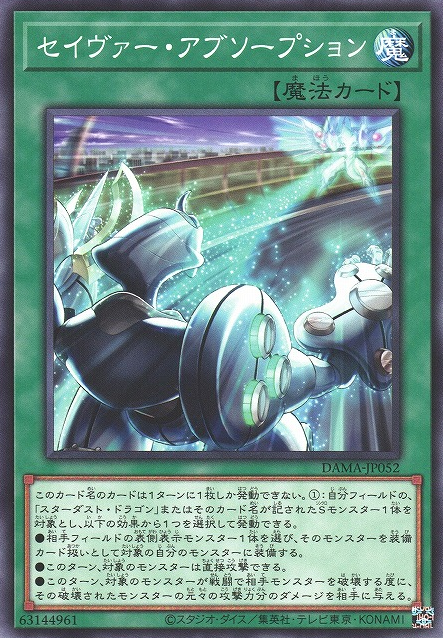 セイヴァー・アブソープション
魔
【魔法カード】
DAMA-JP052
このカード名のカードは1ターンに1枚しか発動できない。①:自分フィールドの、
「スターダスト・ドラゴン」またはそのカード名が記されたSモンスター1体を
対象とし、以下の効果から1つを選択して発動できる。
●相手フィールドの表側表示モンスター1体を選び、そのモンスターを装備
カード扱いとして対象の自分のモンスターに装備する。
●このターン、対象のモンスターは直接攻撃できる。
●このターン、対象のモンスターが戦闘で相手モンスターを破壊する度に、
その破壊されたモンスターの元々の攻撃力分のダメージを相手に与える。
63144961
©スタジオ・ダイス/集英社・テレビ東京・KONAMI